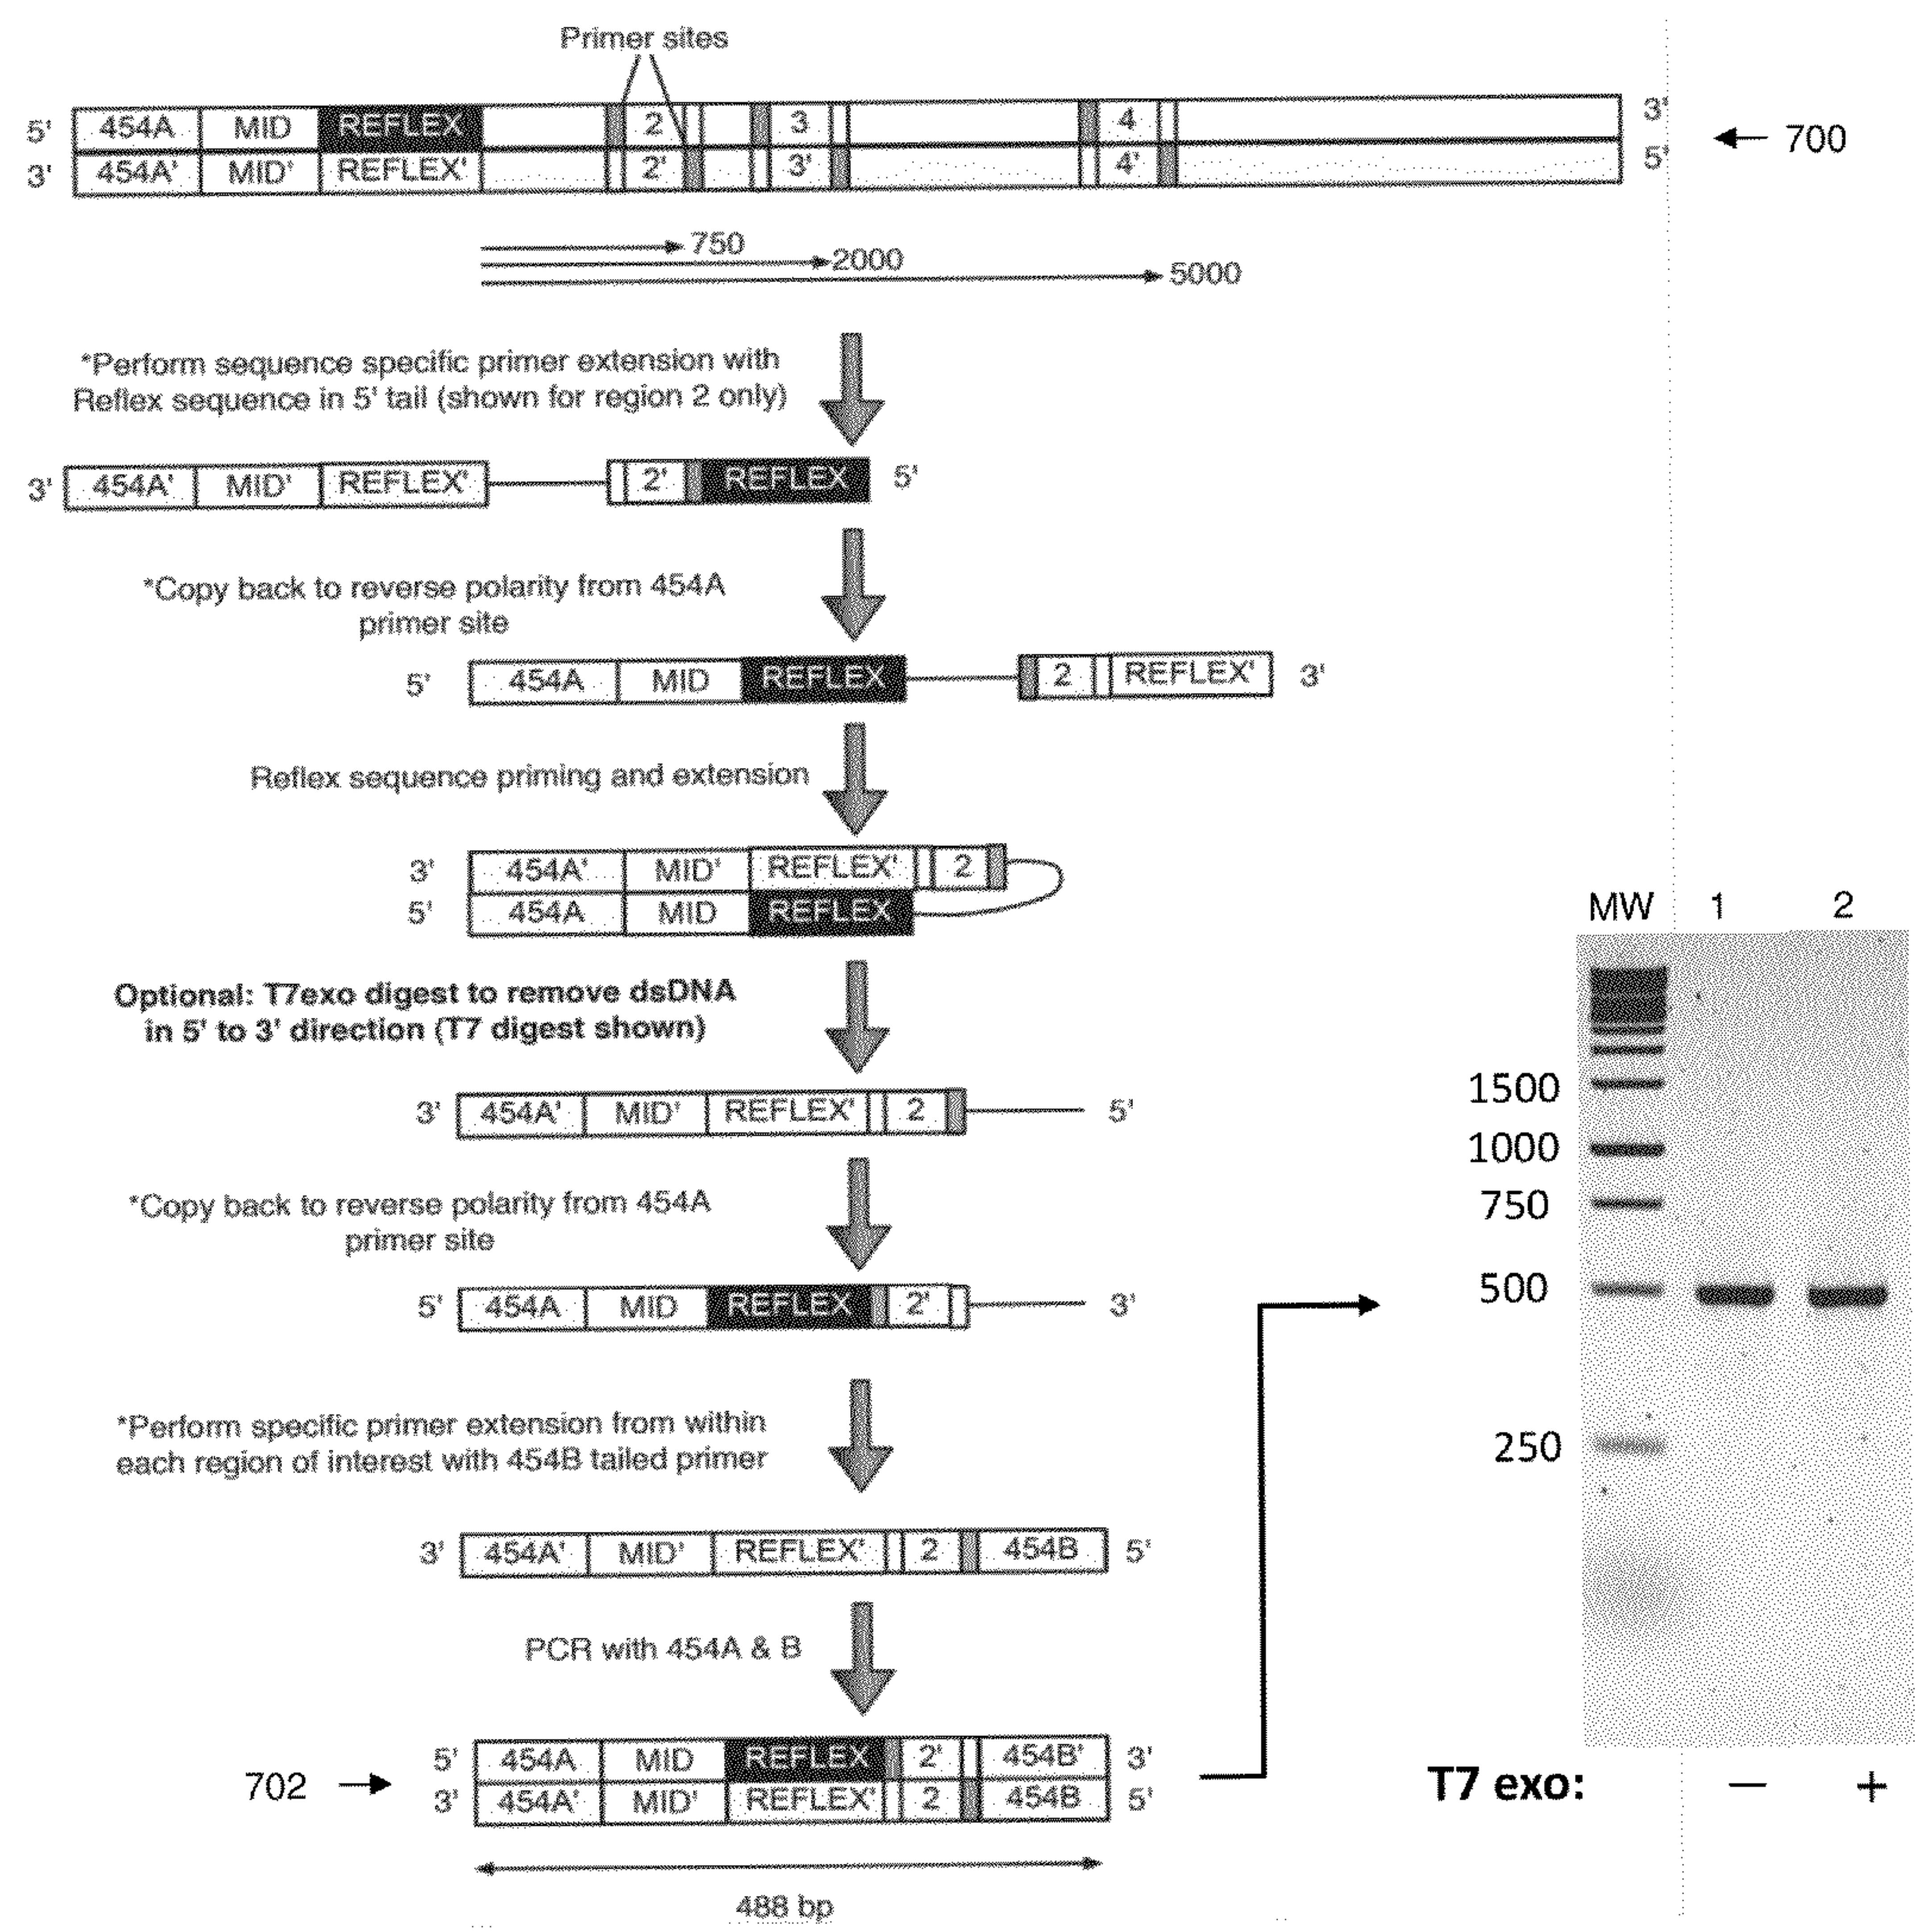 Primer sites
5' 454A MID REFLEX 2 3 4 3'
3' 454A' MID' REFLEX' 2' 3' 4' 5'
700
750
2000
5000
*Perform sequence specific primer extension with
Reflex sequence in 5' tail (shown for region 2 only)
3' 454A' MID' REFLEX' 2' REFLEX 5'
*Copy back to reverse polarity from 454A
primer site
5' 454A MID REFLEX 2 REFLEX' 3'
Reflex sequence priming and extension
3' 454A' MID' REFLEX' 2
5' 454A MID REFLEX
Optional: T7exo digest to remove dsDNA
in 5' to 3' direction (T7 digest shown)
3' 454A' MID' REFLEX' 2 5'
*Copy back to reverse polarity from 454A
primer site
5' 454A MID REFLEX 2' 3'
*Perform specific primer extension from within
each region of interest with 454B tailed primer
3' 454A' MID' REFLEX' 2 454B 5'
PCR with 454A & B
702
5' 454A MID REFLEX 2' 454B' 3'
3' 454A' MID' REFLEX' 2 454B 5'
488 bp
MW 1 2
1500
1000
750
500
250
T7 exo: − +